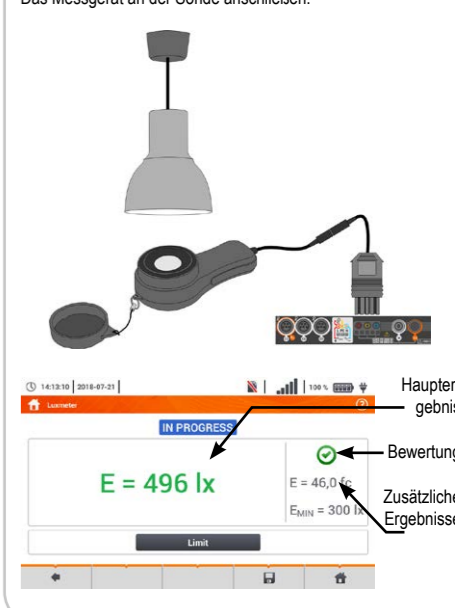 Das Messgerät an der Sonde anschließen.
14:13:10 2016-07-21 100 %
Luxmeter
IN PROGRESS
E = 496 lx
E = 46,0 fc
EMIN = 300 lx
Limit
Haupter
gebnis
Bewertung
Zusätzliche
Ergebnisse